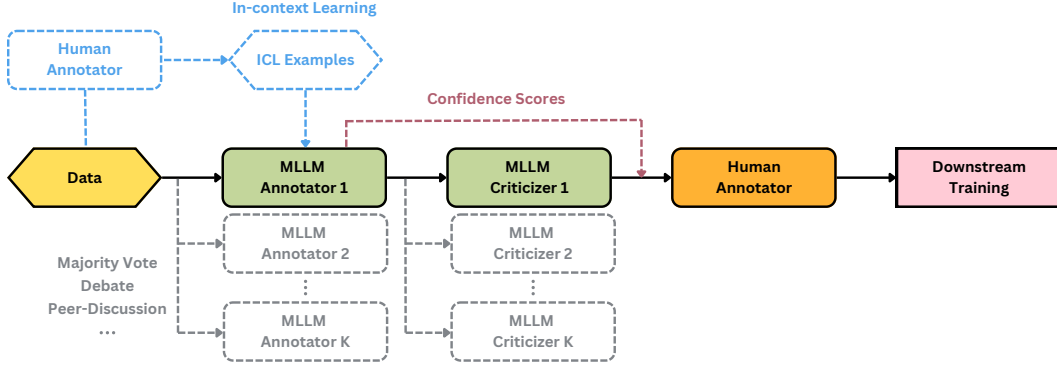 In-context Learning
Human
Annotator
ICL Examples
Confidence Scores
Data
MLLM
Annotator 1
MLLM
Criticizer 1
Human
Annotator
Downstream
Training
MLLM
Annotator 2
MLLM
Criticizer 2
Majority Vote
Debate
Peer-Discussion
...
MLLM
Annotator K
MLLM
Criticizer K